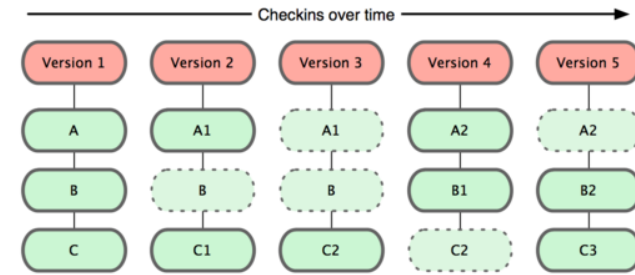 Checkins over time
Version 1 Version 2 Version 3 Version 4 Version 5
A A1 A1 A2 A2
B B B B1 B2
C C1 C2 C2 C3